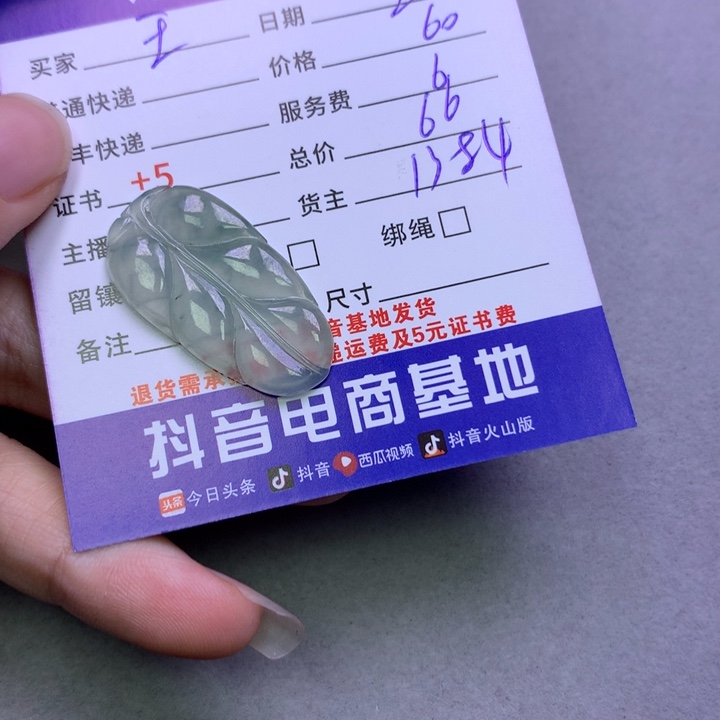 买家 王 日期
价格 60
通快递
服务费 6
丰快递
总价 66
证书 +5
货主 1384
主播
绑绳
留镶
尺寸
备注
音基地发货
退货需承 运费及5元证书费
抖音电商基地
头条 今日头条 抖音 西瓜视频 抖音火山版